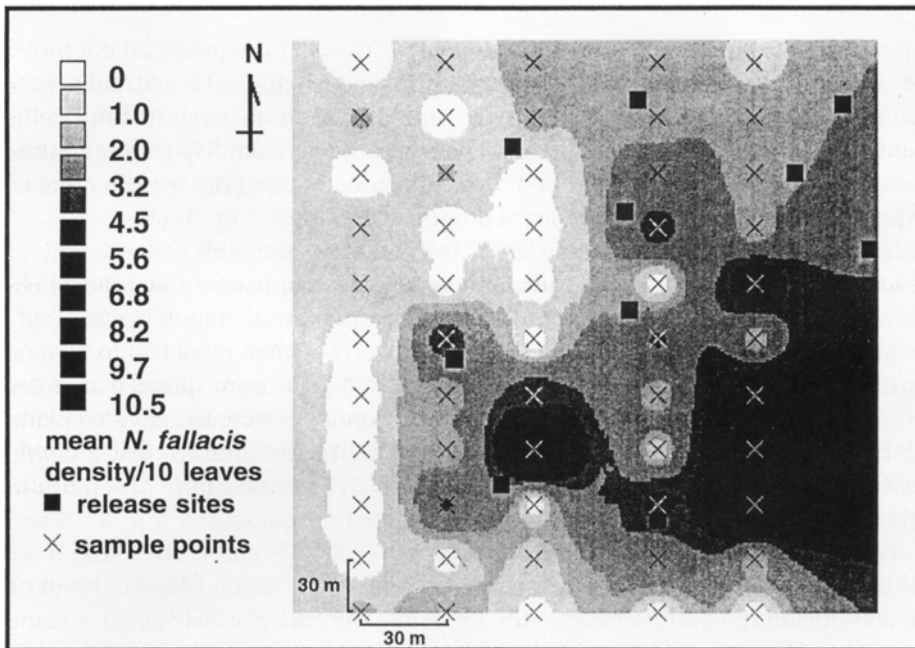 N
0
1.0
2.0
3.2
4.5
5.6
6.8
8.2
9.7
10.5
mean N. fallacis
density/10 leaves
release sites
sample points
30 m
30 m